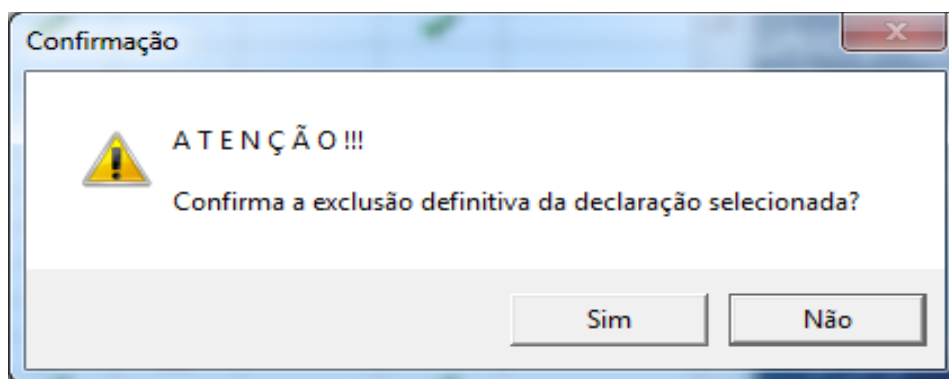 Confirmação
A T E N Ç Ã O !!!
Confirma a exclusão definitiva da declaração selecionada?
Sim
Não